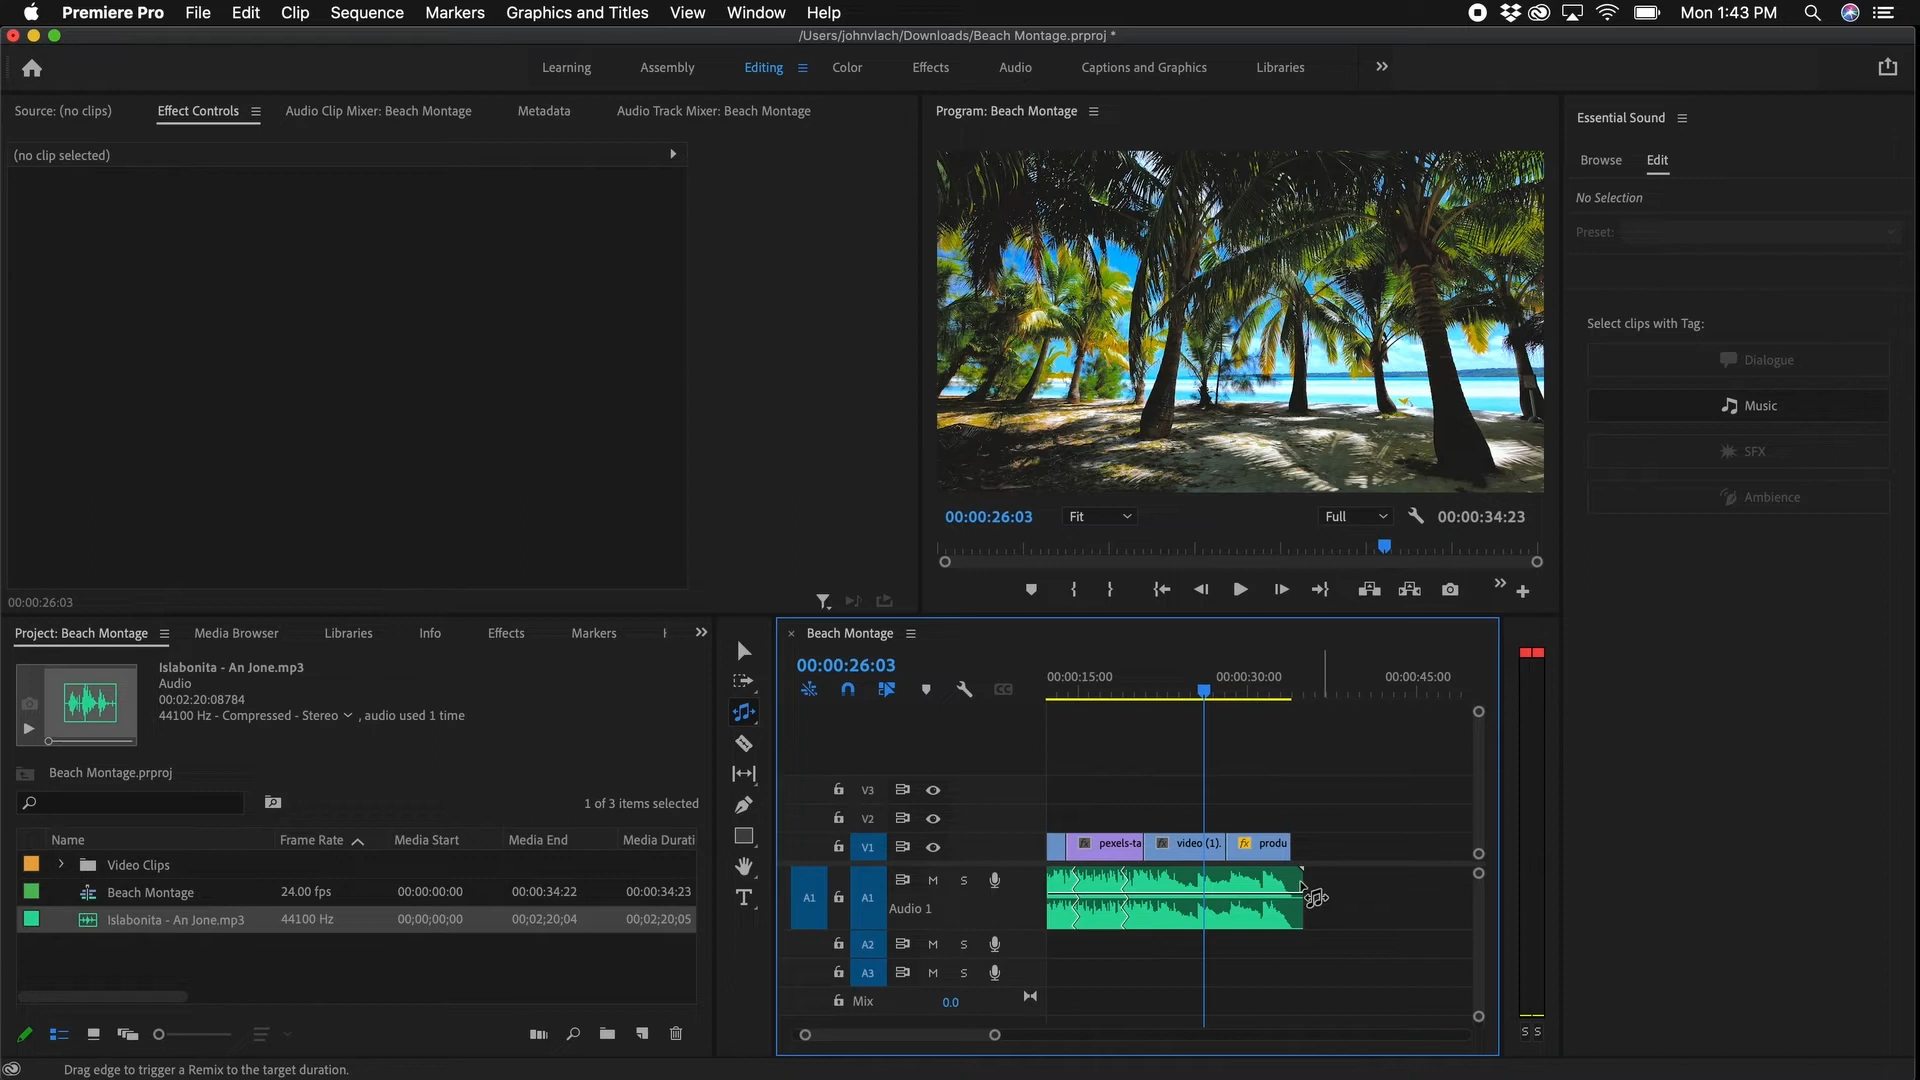 Premiere Pro File Edit Clip Sequence Markers Graphics and Titles View Window Help Mon 1:43 PM
/Users/johnvlach/Downloads/Beach Montage.prproj *
Learning Assembly Editing Color Effects Audio Captions and Graphics Libraries
Source: (no clips) Effect Controls Audio Clip Mixer: Beach Montage Metadata Audio Track Mixer: Beach Montage
(no clip selected)
00:00:26:03
Program: Beach Montage
00:00:26:03 Fit Full 00:00:34:23
Essential Sound
Browse Edit
No Selection
Preset:
Select clips with Tag:
Dialogue
Music
SFX
Ambience
Project: Beach Montage Media Browser Libraries Info Effects Markers
Islabonita - An Jone.mp3
Audio
00:02:20:08784
44100 Hz - Compressed - Stereo , audio used 1 time
Beach Montage.prproj
1 of 3 items selected
Name Frame Rate Media Start Media End Media Durati
Video Clips
Beach Montage 24.00 fps 00:00:00:00 00:00:34:22 00:00:34:23
Islabonita - An Jone.mp3 44100 Hz 00;00;00;00 00;02;20;04 00;02;20;05
Beach Montage
00:00:26:03
00:00:15:00 00:00:30:00 00:00:45:00
CC
V3
V2
V1 fx pexels-ta fx video (1). fx produ
A1 A1 M S
Audio 1
A2 M S
A3 M S
Mix 0.0
S S
Drag edge to trigger a Remix to the target duration.